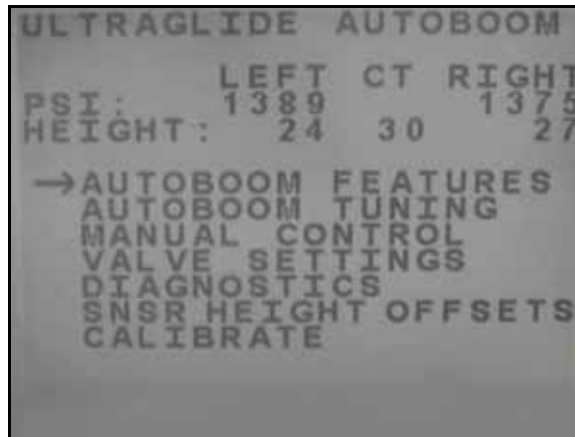 ULTRAGLIDE AUTOBOOM
LEFT CT RIGHT
PSI: 1389 1375
HEIGHT: 24 30 27
→AUTOBOOM FEATURES
AUTOBOOM TUNING
MANUAL CONTROL
VALVE SETTINGS
DIAGNOSTICS
SNSR HEIGHT OFFSETS
CALIBRATE